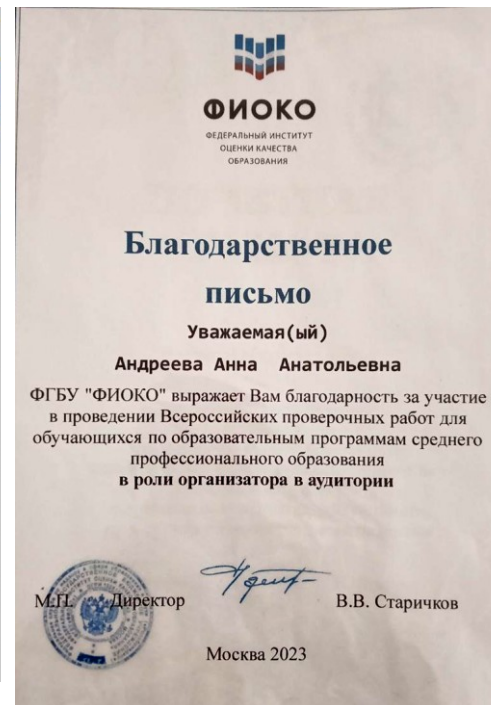 ФИОКО
ФЕДЕРАЛЬНЫЙ ИНСТИТУТ
ОЦЕНКИ КАЧЕСТВА
ОБРАЗОВАНИЯ
Благодарственное
письмо
Уважаемая(ый)
Андреева Анна Анатольевна
ФГБУ "ФИОКО" выражает Вам благодарность за участие
в проведении Всероссийских проверочных работ для
обучающихся по образовательным программам среднего
профессионального образования
в роли организатора в аудитории
М.П. Директор В.В. Старичков
Москва 2023